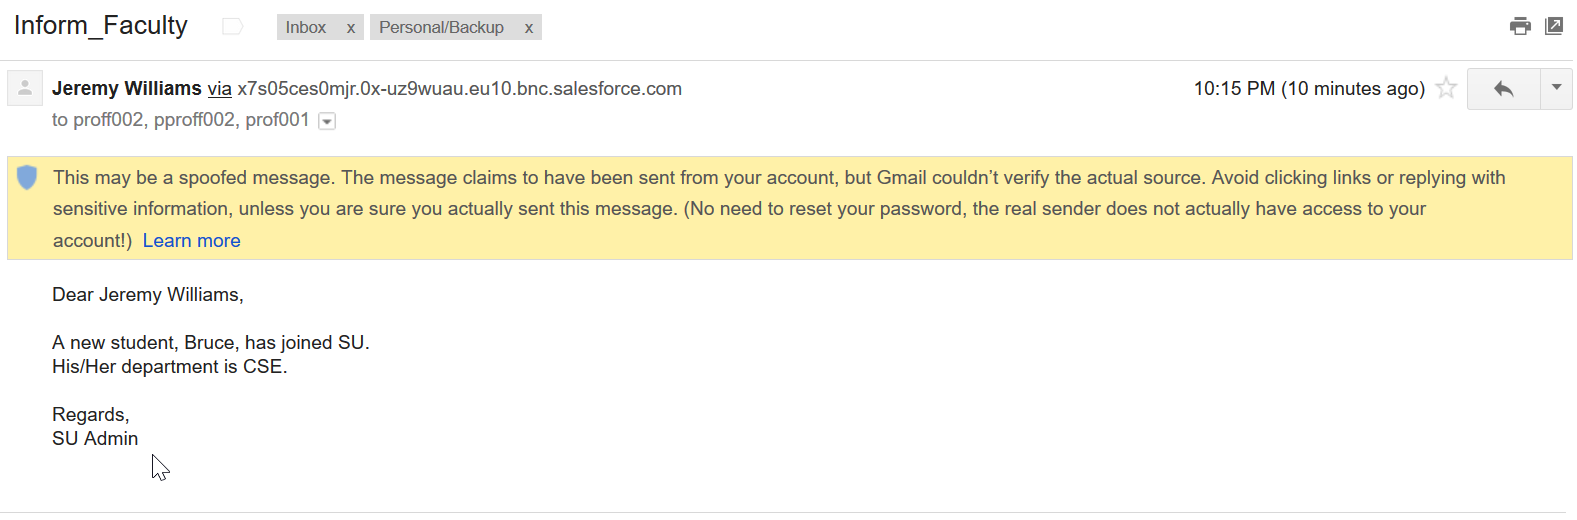 Inform_Faculty
Inbox x Personal/Backup x
Jeremy Williams via x7s05ces0mjr.0x-uz9wuau.eu10.bnc.salesforce.com 10:15 PM (10 minutes ago)
to proff002, pproff002, prof001
This may be a spoofed message. The message claims to have been sent from your account, but Gmail couldn’t verify the actual source. Avoid clicking links or replying with
sensitive information, unless you are sure you actually sent this message. (No need to reset your password, the real sender does not actually have access to your
account!) Learn more
Dear Jeremy Williams,
A new student, Bruce, has joined SU.
His/Her department is CSE.
Regards,
SU Admin